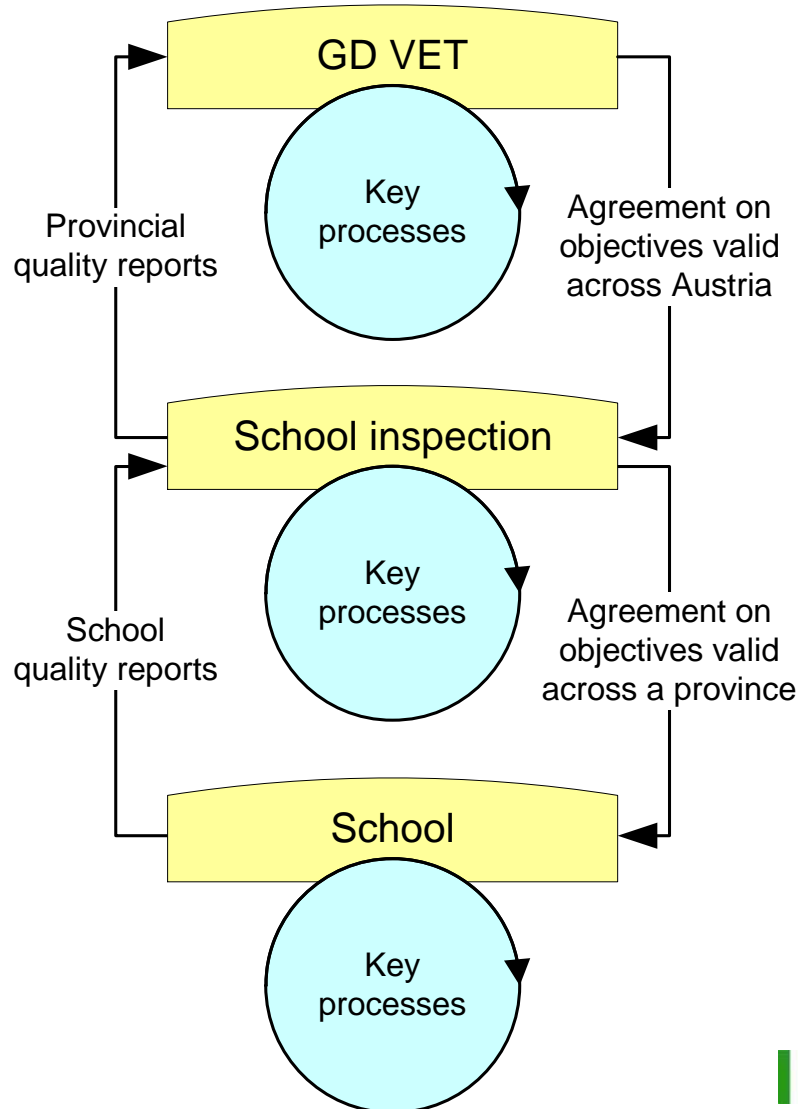 GD VET
Key
processes
Provincial
quality reports
Agreement on
objectives valid
across Austria
School inspection
Key
processes
School
quality reports
Agreement on
objectives valid
across a province
School
Key
processes